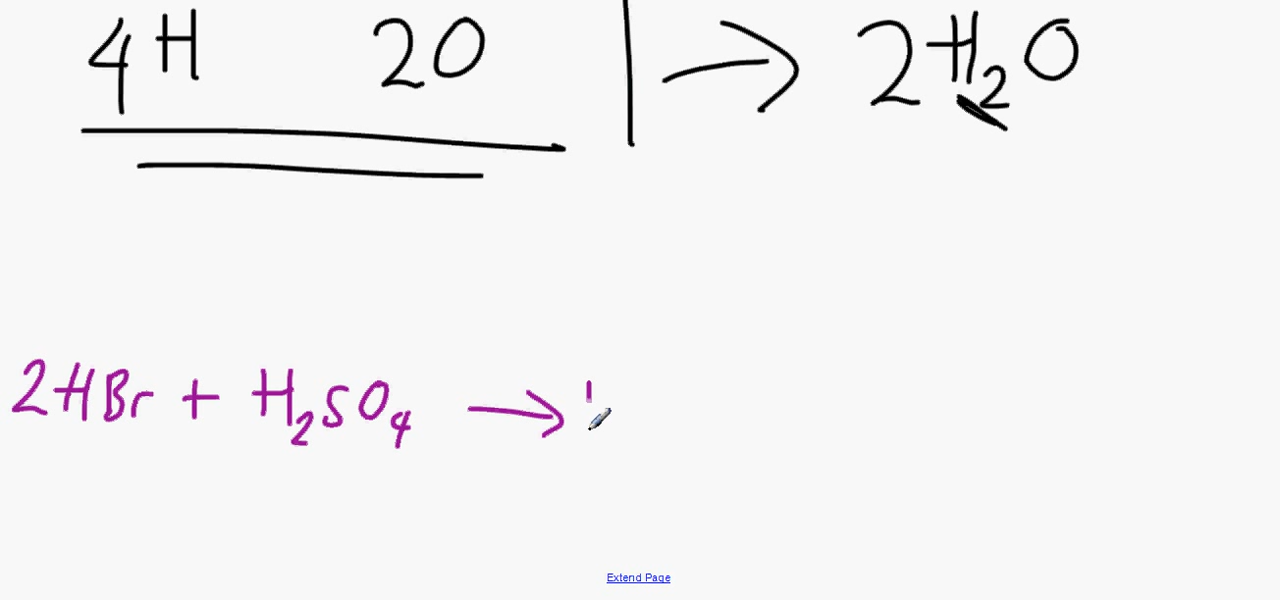 4H 2O | → 2H₂O
2HBr + H₂SO₄ →
Extend Page